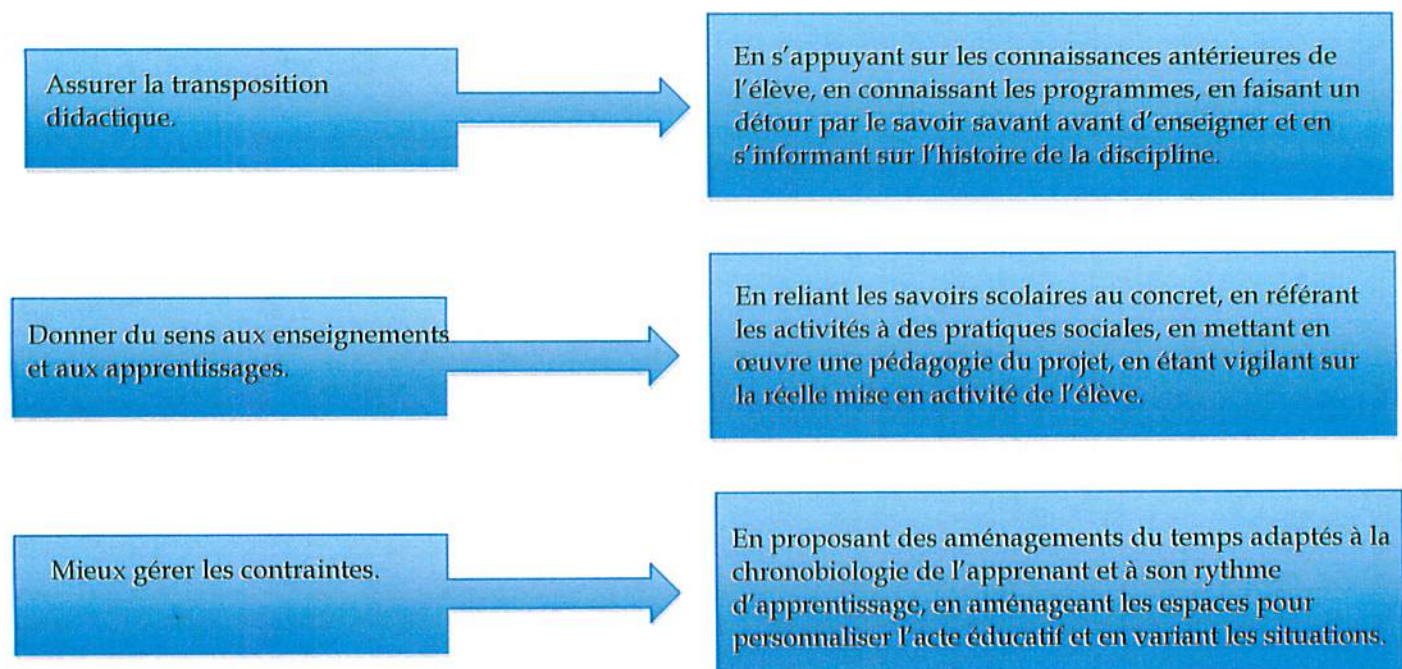 Assurer la transposition
didactique.
En s'appuyant sur les connaissances antérieures de
l'élève, en connaissant les programmes, en faisant un
détour par le savoir savant avant d'enseigner et en
s'informant sur l'histoire de la discipline.
Donner du sens aux enseignements
et aux apprentissages.
En reliant les savoirs scolaires au concret, en référant
les activités à des pratiques sociales, en mettant en
œuvre une pédagogie du projet, en étant vigilant sur
la réelle mise en activité de l'élève.
Mieux gérer les contraintes.
En proposant des aménagements du temps adaptés à la
chronobiologie de l'apprenant et à son rythme
d'apprentissage, en aménageant les espaces pour
personnaliser l'acte éducatif et en variant les situations.